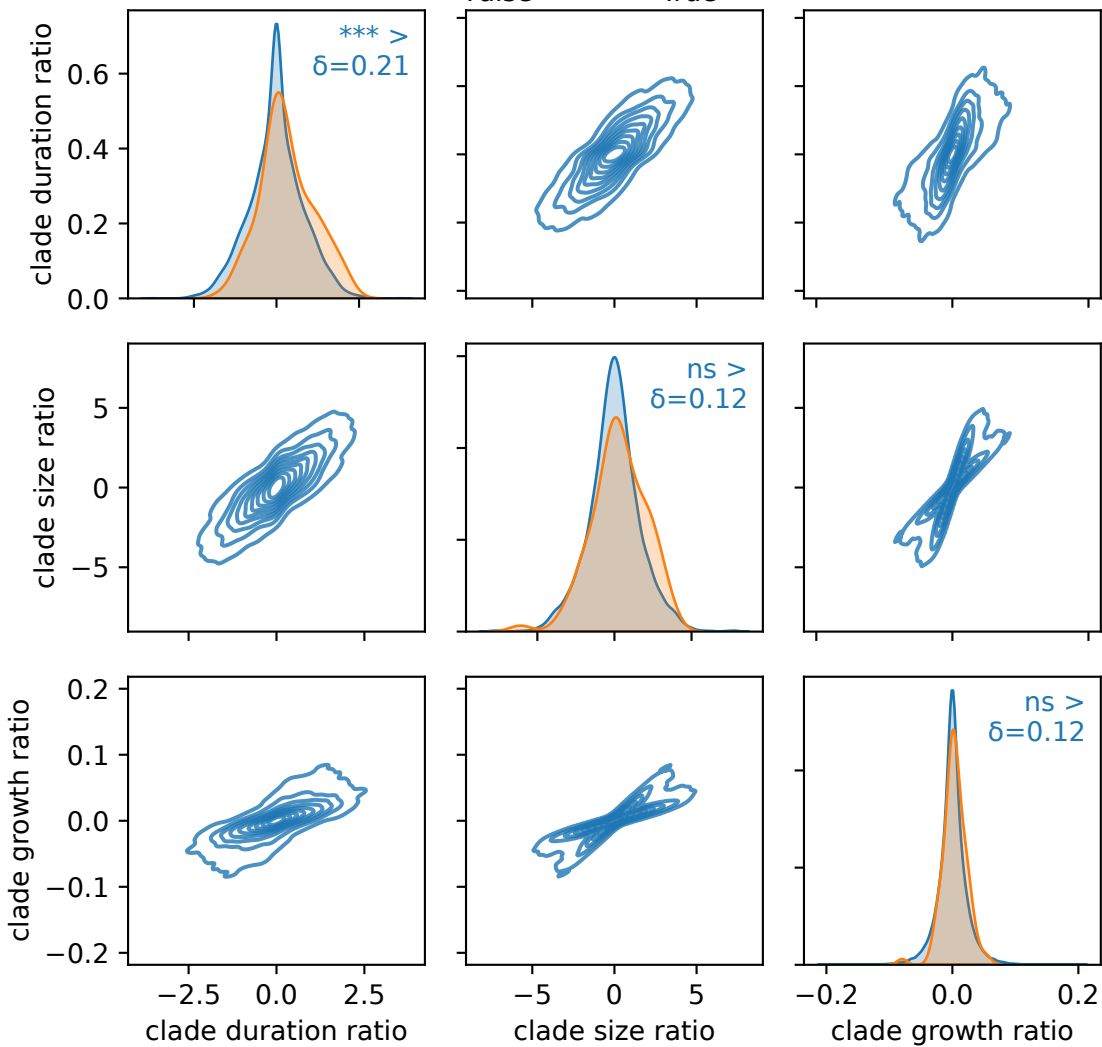 clade duration ratio
0.6
0.4
0.2
0.0
*** >
δ=0.21
clade size ratio
5
0
−5
ns >
δ=0.12
clade growth ratio
0.2
0.1
0.0
−0.1
−0.2
ns >
δ=0.12
−2.5 0.0 2.5
−5 0 5
−0.2 0.0 0.2
clade duration ratio
clade size ratio
clade growth ratio